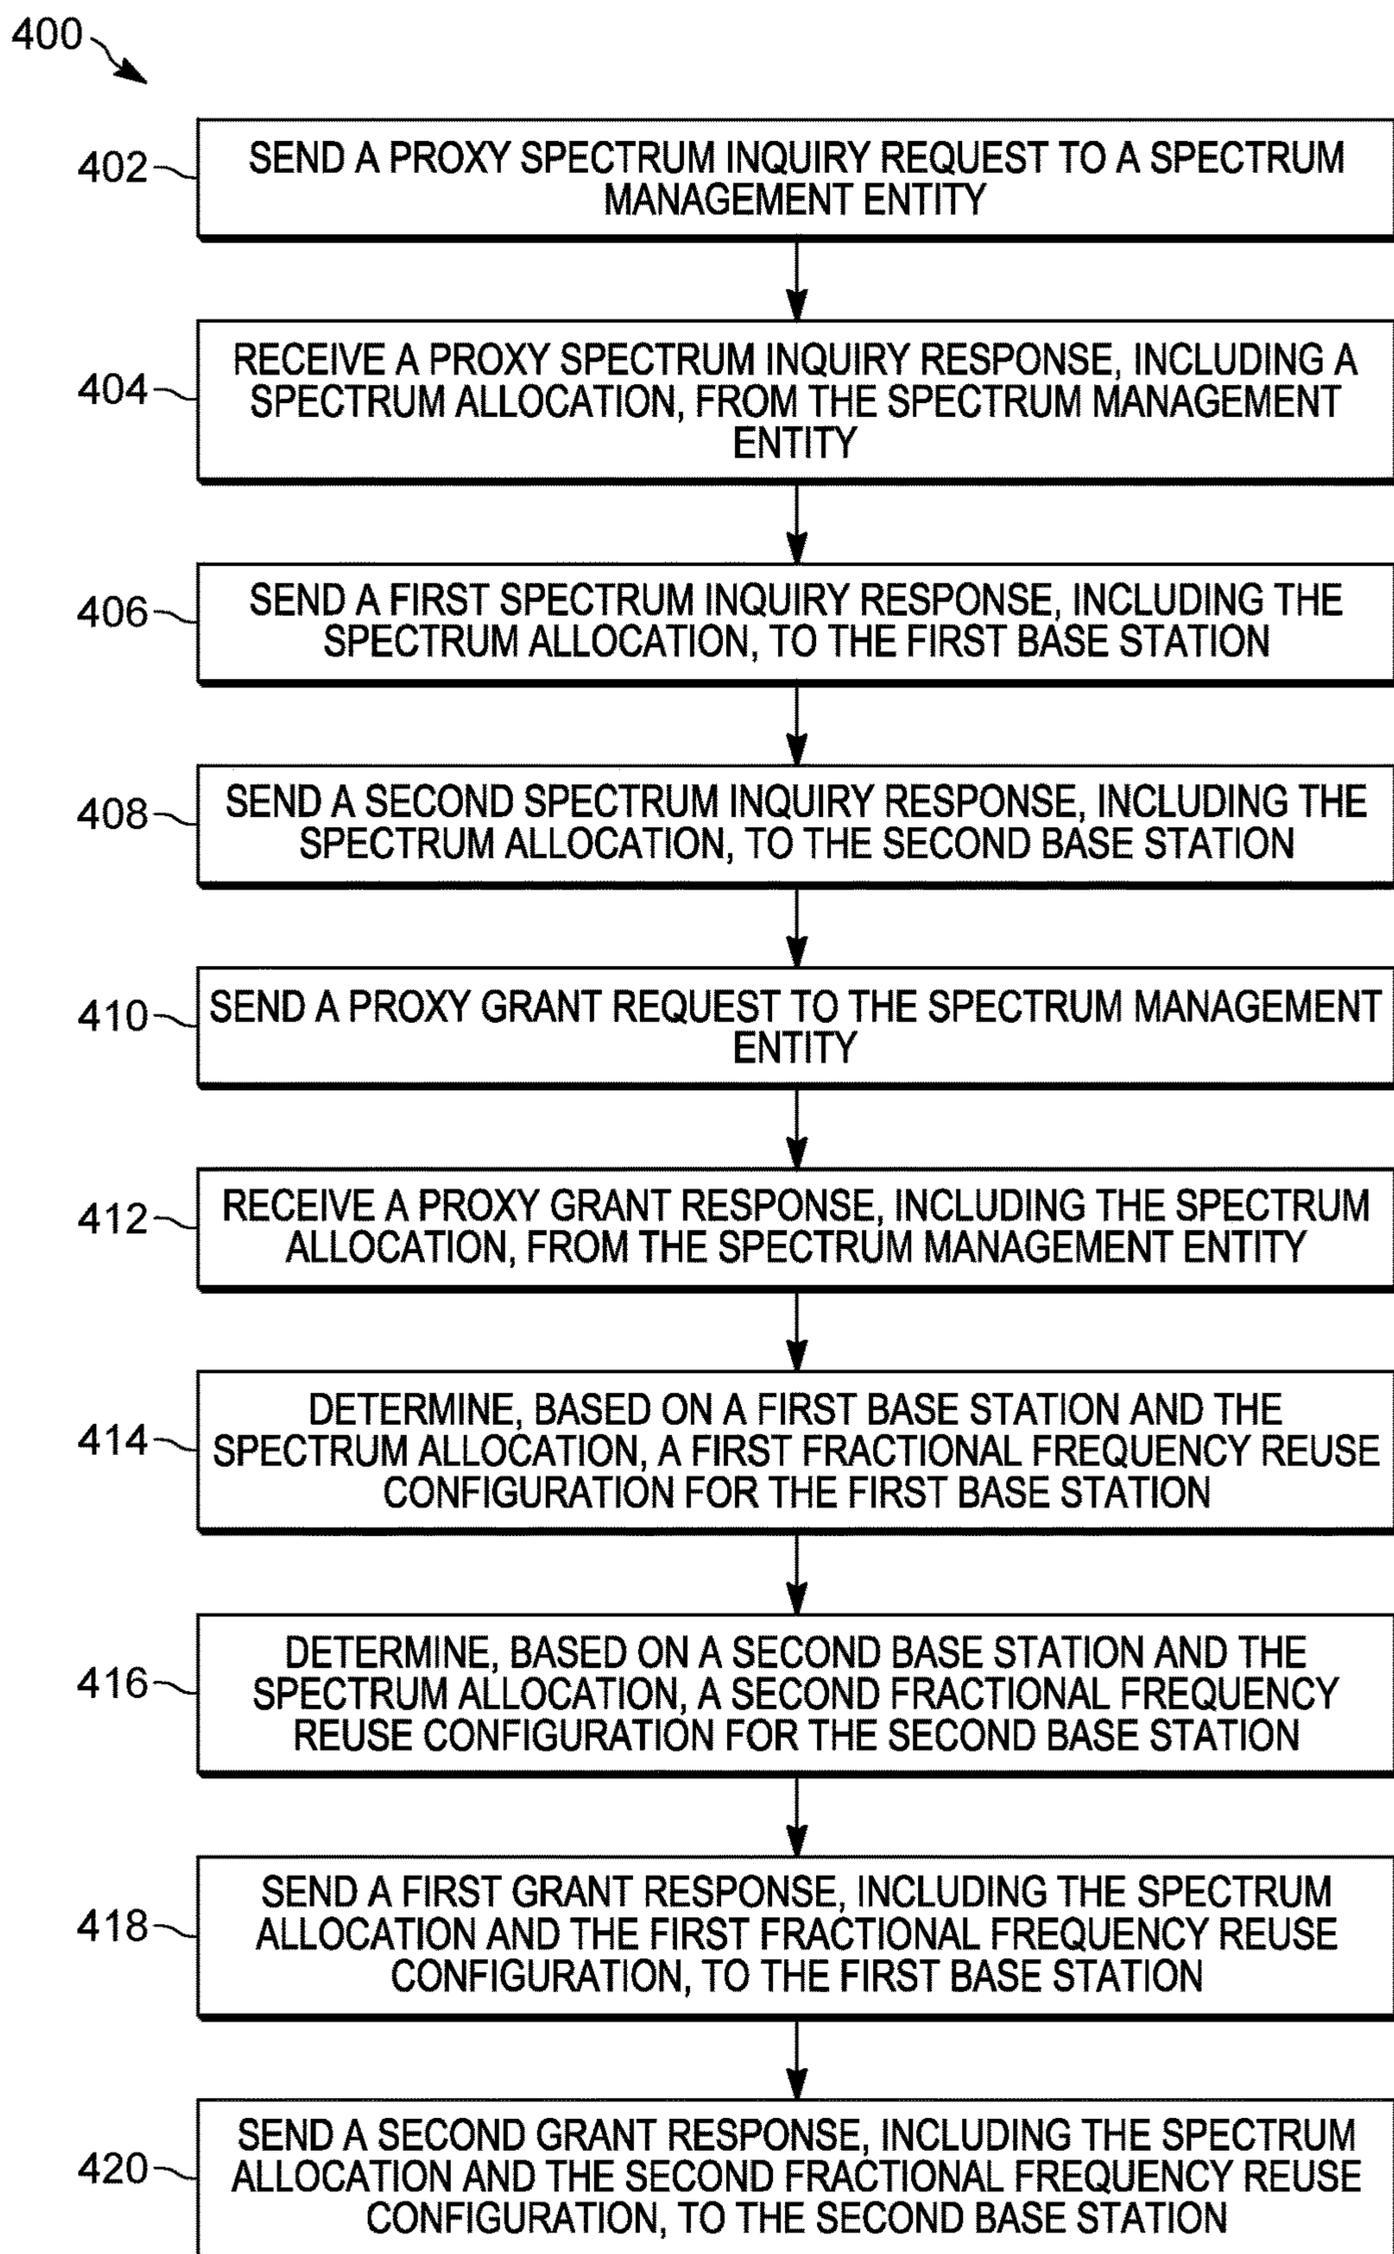 400
402
SEND A PROXY SPECTRUM INQUIRY REQUEST TO A SPECTRUM
MANAGEMENT ENTITY
404
RECEIVE A PROXY SPECTRUM INQUIRY RESPONSE, INCLUDING A
SPECTRUM ALLOCATION, FROM THE SPECTRUM MANAGEMENT
ENTITY
406
SEND A FIRST SPECTRUM INQUIRY RESPONSE, INCLUDING THE
SPECTRUM ALLOCATION, TO THE FIRST BASE STATION
408
SEND A SECOND SPECTRUM INQUIRY RESPONSE, INCLUDING THE
SPECTRUM ALLOCATION, TO THE SECOND BASE STATION
410
SEND A PROXY GRANT REQUEST TO THE SPECTRUM MANAGEMENT
ENTITY
412
RECEIVE A PROXY GRANT RESPONSE, INCLUDING THE SPECTRUM
ALLOCATION, FROM THE SPECTRUM MANAGEMENT ENTITY
414
DETERMINE, BASED ON A FIRST BASE STATION AND THE
SPECTRUM ALLOCATION, A FIRST FRACTIONAL FREQUENCY REUSE
CONFIGURATION FOR THE FIRST BASE STATION
416
DETERMINE, BASED ON A SECOND BASE STATION AND THE
SPECTRUM ALLOCATION, A SECOND FRACTIONAL FREQUENCY
REUSE CONFIGURATION FOR THE SECOND BASE STATION
418
SEND A FIRST GRANT RESPONSE, INCLUDING THE SPECTRUM
ALLOCATION AND THE FIRST FRACTIONAL FREQUENCY REUSE
CONFIGURATION, TO THE FIRST BASE STATION
420
SEND A SECOND GRANT RESPONSE, INCLUDING THE SPECTRUM
ALLOCATION AND THE SECOND FRACTIONAL FREQUENCY REUSE
CONFIGURATION, TO THE SECOND BASE STATION